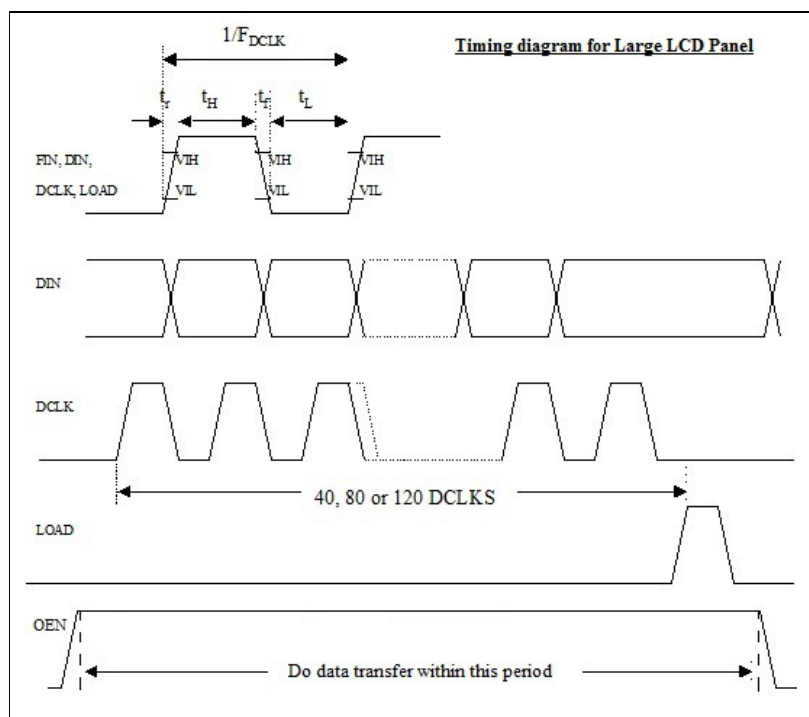 1/FDCLK
Timing diagram for Large LCD Panel
tr tH tf tL
FIN, DIN, VIH VIH VIH
DCLK, LOAD VIL VIL VIL
DIN
DCLK
40, 80 or 120 DCLKS
LOAD
OEN
Do data transfer within this period